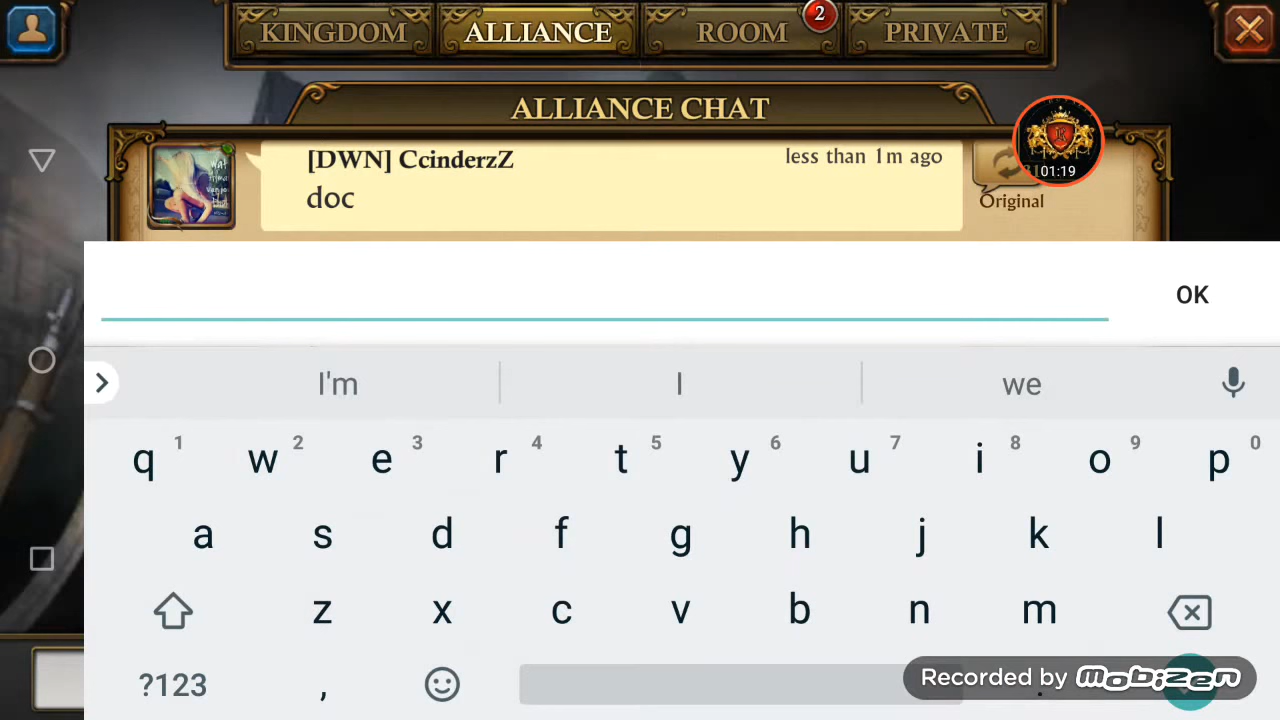 KINGDOM
ALLIANCE
ROOM
2
PRIVATE
ALLIANCE CHAT
[DWN] CcinderzZ
less than 1m ago
doc
01:19
Original
OK
I'm
I
we
q 1 w 2 e 3 r 4 t 5 y 6 u 7 i 8 o 9 p 0
a s d f g h j k l
z x c v b n m
?123 , .
Recorded by mobizen